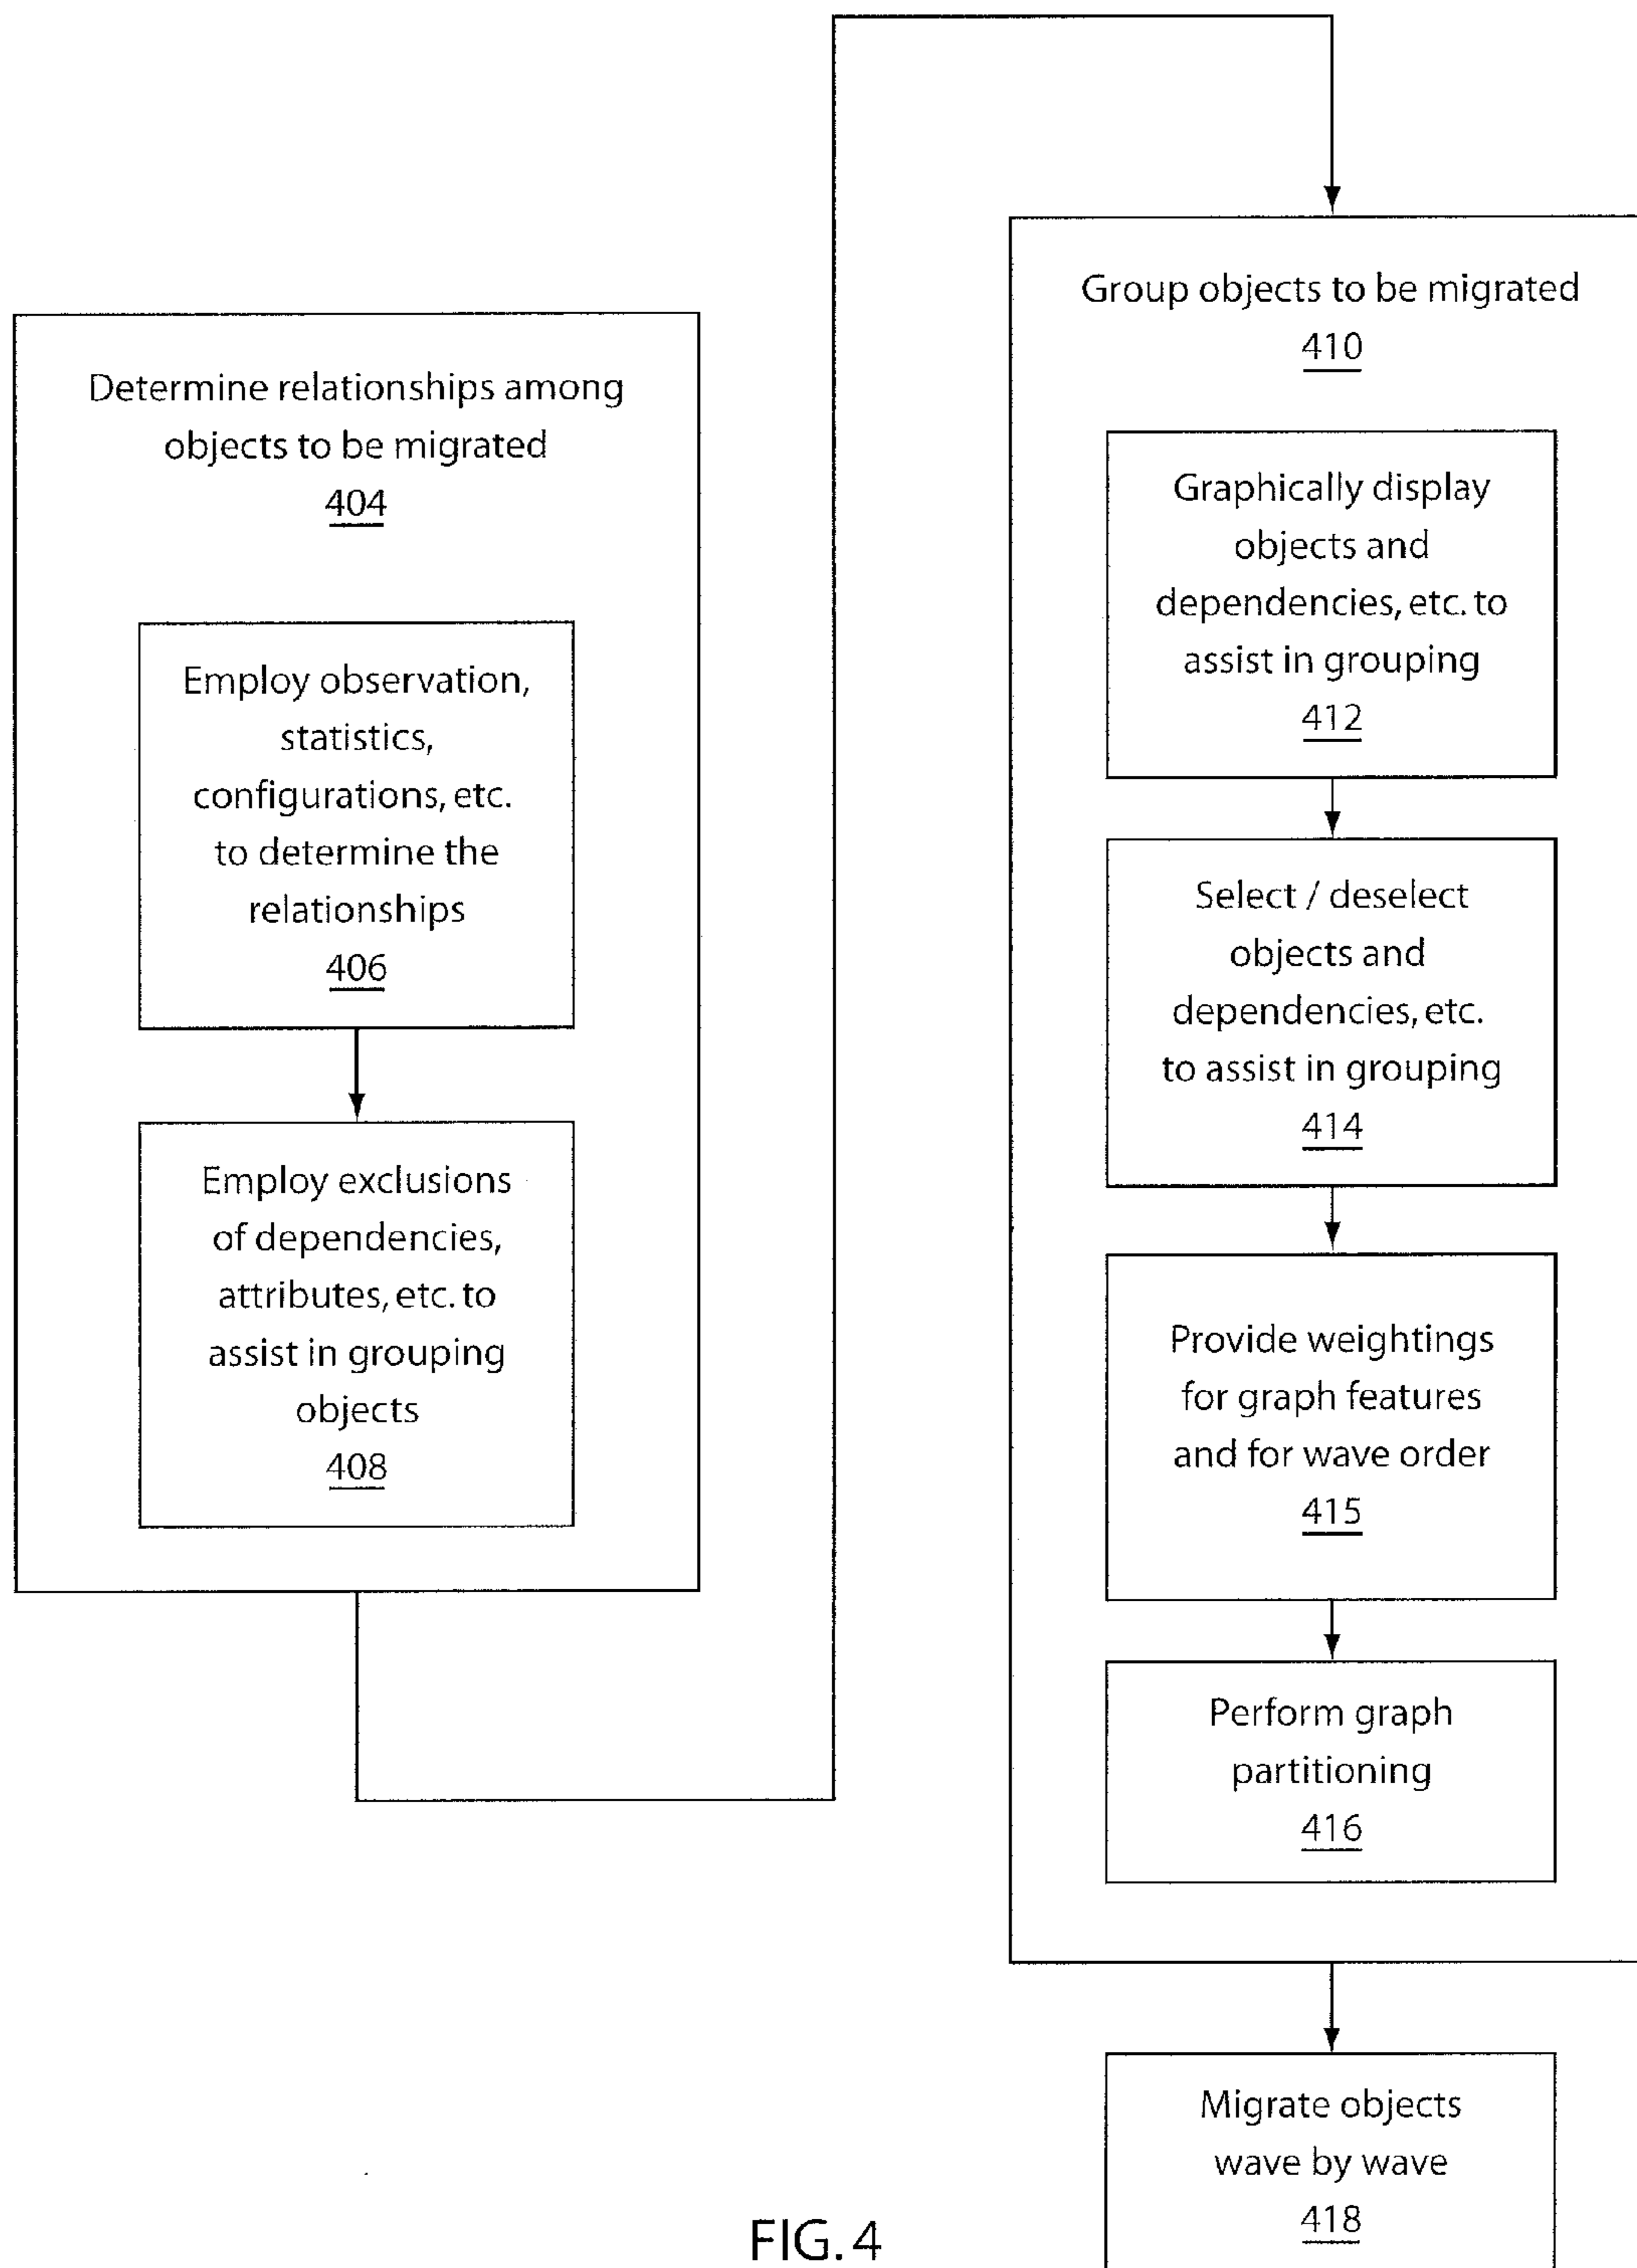 Determine relationships among
objects to be migrated
404
Employ observation,
statistics,
configurations, etc.
to determine the
relationships
406
Employ exclusions
of dependencies,
attributes, etc. to
assist in grouping
objects
408
Group objects to be migrated
410
Graphically display
objects and
dependencies, etc. to
assist in grouping
412
Select / deselect
objects and
dependencies, etc.
to assist in grouping
414
Provide weightings
for graph features
and for wave order
415
Perform graph
partitioning
416
Migrate objects
wave by wave
418
FIG. 4